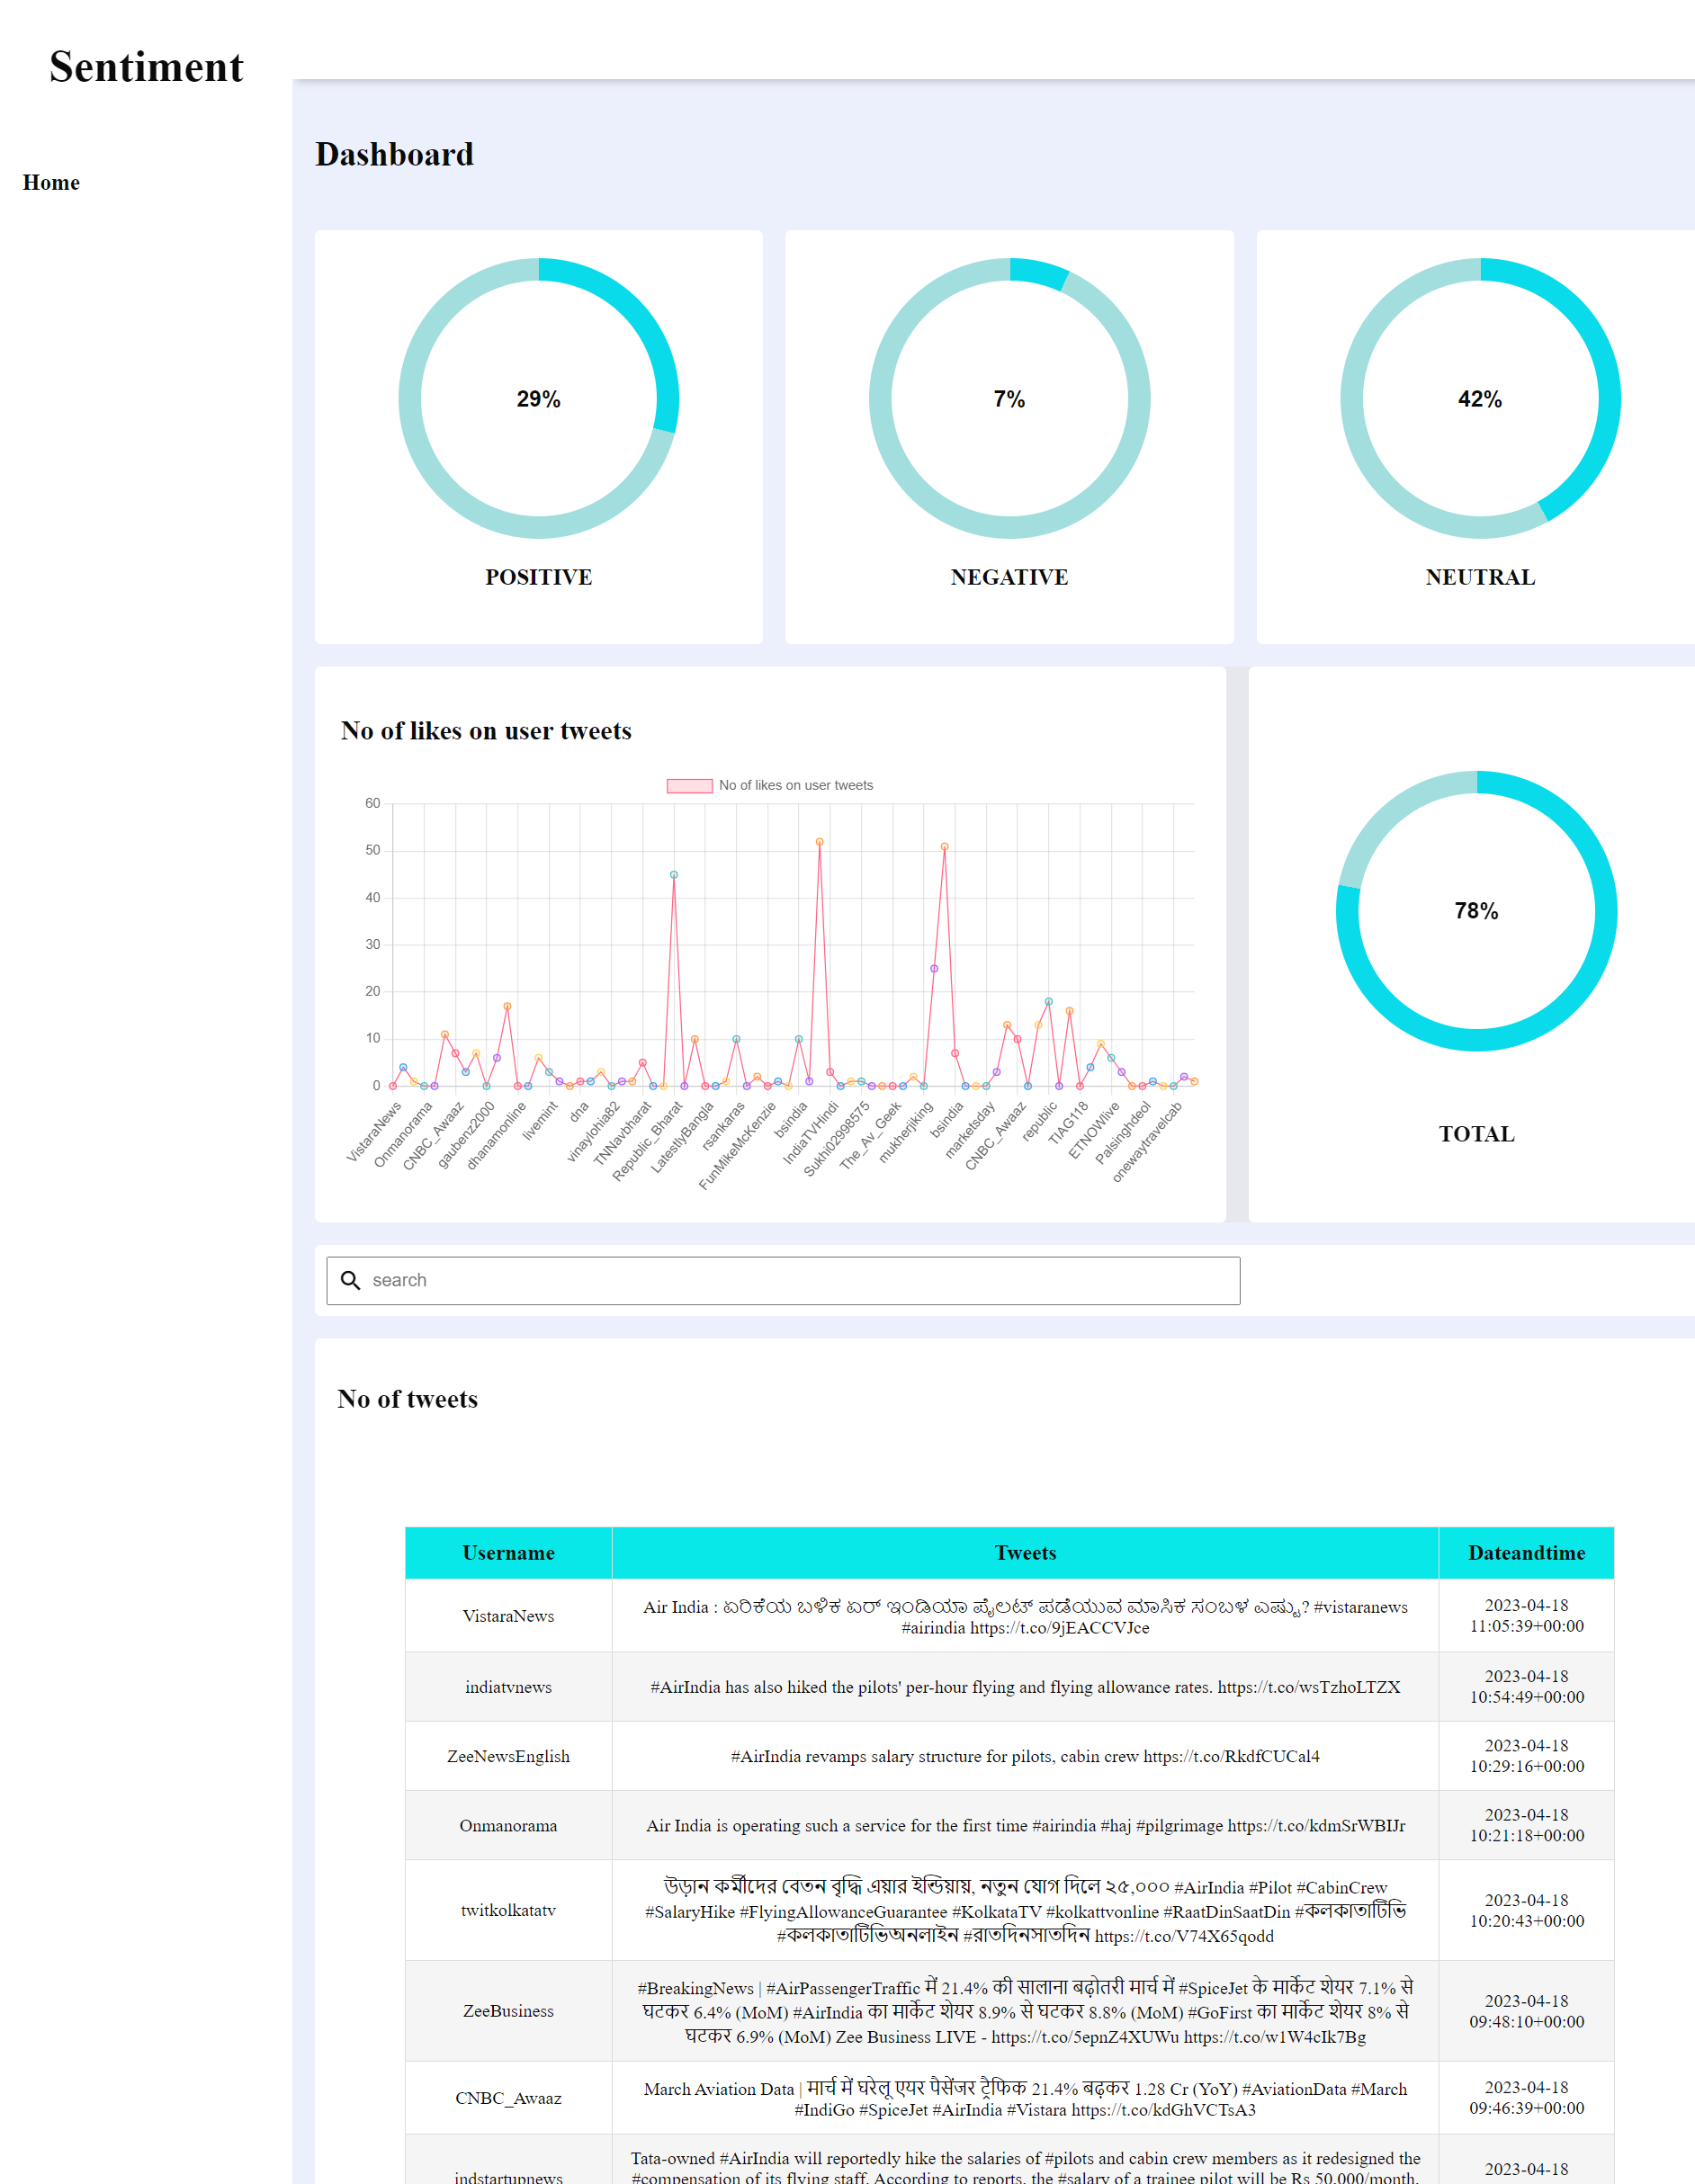 Sentiment
Home
Dashboard
29%
POSITIVE
7%
NEGATIVE
42%
NEUTRAL
No of likes on user tweets
No of likes on user tweets
60
50
40
30
20
10
0
VistaraNews
Onmanorama
CNBC_Awaaz
gaubenz2000
dhanamonline
livemint
dna
vinaylohia82
TNNavbharat
Republic_Bharat
LatestlyBangla
rsankaras
FunMikeMcKenzie
bsindia
IndiaTVHindi
Sukhi02998575
The_Av_Geek
mukherjiking
bsindia
marketsday
CNBC_Awaaz
republic
TIAG118
ETNOWlive
Palsinghdeol
onewaytravelcab
78%
TOTAL
search
No of tweets
Username Tweets Dateandtime
VistaraNews
Air India : ಏರಿಕೆಯ ಬಳಿಕ ಏರ್ ಇಂಡಿಯಾ ಪೈಲಟ್ ಪಡೆಯುವ ಮಾಸಿಕ ಸಂಬಳ ಎಷ್ಟು? #vistaranews
#airindia https://t.co/9jEACCVJce
2023-04-18
11:05:39+00:00
indiatvnews
#AirIndia has also hiked the pilots' per-hour flying and flying allowance rates. https://t.co/wsTzhoLTZX
2023-04-18
10:54:49+00:00
ZeeNewsEnglish
#AirIndia revamps salary structure for pilots, cabin crew https://t.co/RkdfCUCal4
2023-04-18
10:29:16+00:00
Onmanorama
Air India is operating such a service for the first time #airindia #haj #pilgrimage https://t.co/kdmSrWBIJr
2023-04-18
10:21:18+00:00
twitkolkatatv
উড়ান কর্মীদের বেতন বৃদ্ধি এয়ার ইন্ডিয়ায়, নতুন যোগ দিলে ২৫,০০০ #AirIndia #Pilot #CabinCrew
#SalaryHike #FlyingAllowanceGuarantee #KolkataTV #kolkattvonline #RaatDinSaatDin #কলকাতাটিভি
#কলকাতাটিভিঅনলাইন #রাতদিনসাতদিন https://t.co/V74X65qodd
2023-04-18
10:20:43+00:00
ZeeBusiness
#BreakingNews | #AirPassengerTraffic में 21.4% की सालाना बढ़ोतरी मार्च में #SpiceJet के मार्केट शेयर 7.1% से
घटकर 6.4% (MoM) #AirIndia का मार्केट शेयर 8.9% से घटकर 8.8% (MoM) #GoFirst का मार्केट शेयर 8% से
घटकर 6.9% (MoM) Zee Business LIVE - https://t.co/5epnZ4XUWu https://t.co/w1W4cIk7Bg
2023-04-18
09:48:10+00:00
CNBC_Awaaz
March Aviation Data | मार्च में घरेलू एयर पैसेंजर ट्रैफिक 21.4% बढ़कर 1.28 Cr (YoY) #AviationData #March
#IndiGo #SpiceJet #AirIndia #Vistara https://t.co/kdGhVCTsA3
2023-04-18
09:46:39+00:00
indstartupnews
Tata-owned #AirIndia will reportedly hike the salaries of #pilots and cabin crew members as it redesigned the
#compensation of its flying staff. According to reports, the #salary of a trainee pilot will be Rs 50,000/month,
2023-04-18